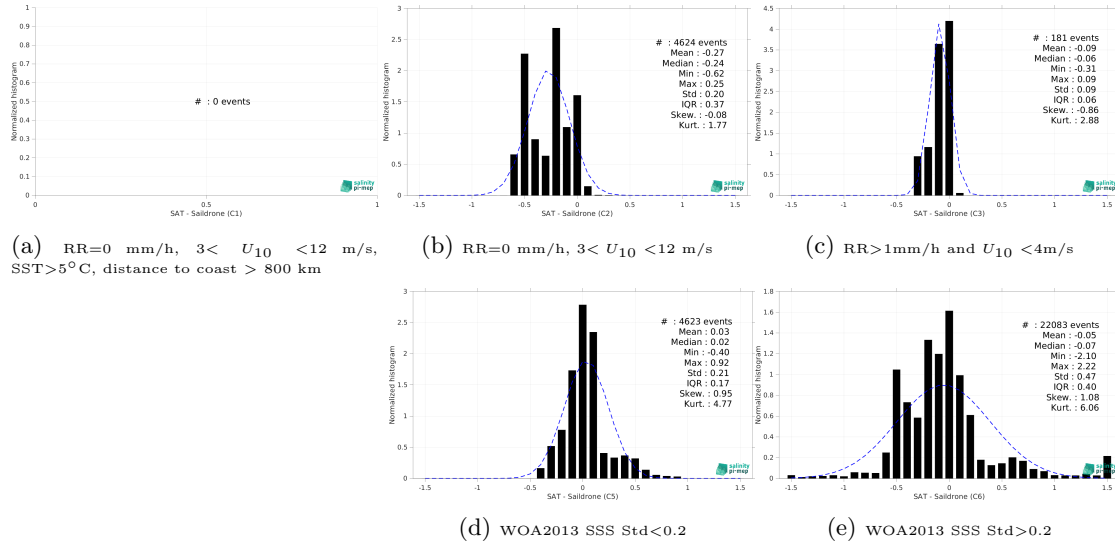 1
0.9
0.8
0.7
0.6
0.5
0.4
0.3
0.2
0.1
0
Normalized histogram
# : 0 events
salinity
pi-mep
0 0.5 1
SAT - Saildrone (C1)
(a) RR=0 mm/h, 3< U10 <12 m/s,
SST>5°C, distance to coast > 800 km
3
2.5
2
1.5
1
0.5
0
Normalized histogram
# : 4624 events
Mean : -0.27
Median : -0.24
Min : -0.62
Max : 0.25
Std : 0.20
IQR : 0.37
Skew. : -0.08
Kurt. : 1.77
salinity
pi-mep
-1.5 -1 -0.5 0 0.5 1 1.5
SAT - Saildrone (C2)
(b) RR=0 mm/h, 3< U10 <12 m/s
4.5
4
3.5
3
2.5
2
1.5
1
0.5
0
Normalized histogram
# : 181 events
Mean : -0.09
Median : -0.06
Min : -0.31
Max : 0.09
Std : 0.09
IQR : 0.06
Skew. : -0.86
Kurt. : 2.88
salinity
pi-mep
-1.5 -1 -0.5 0 0.5 1 1.5
SAT - Saildrone (C3)
(c) RR>1mm/h and U10 <4m/s
3
2.5
2
1.5
1
0.5
0
Normalized histogram
# : 4623 events
Mean : 0.03
Median : 0.02
Min : -0.40
Max : 0.92
Std : 0.21
IQR : 0.17
Skew. : 0.95
Kurt. : 4.77
salinity
pi-mep
-1.5 -1 -0.5 0 0.5 1 1.5
SAT - Saildrone (C5)
(d) WOA2013 SSS Std<0.2
1.8
1.6
1.4
1.2
1
0.8
0.6
0.4
0.2
0
Normalized histogram
# : 22083 events
Mean : -0.05
Median : -0.07
Min : -2.10
Max : 2.22
Std : 0.47
IQR : 0.40
Skew. : 1.08
Kurt. : 6.06
salinity
pi-mep
-1.5 -1 -0.5 0 0.5 1 1.5
SAT - Saildrone (C6)
(e) WOA2013 SSS Std>0.2